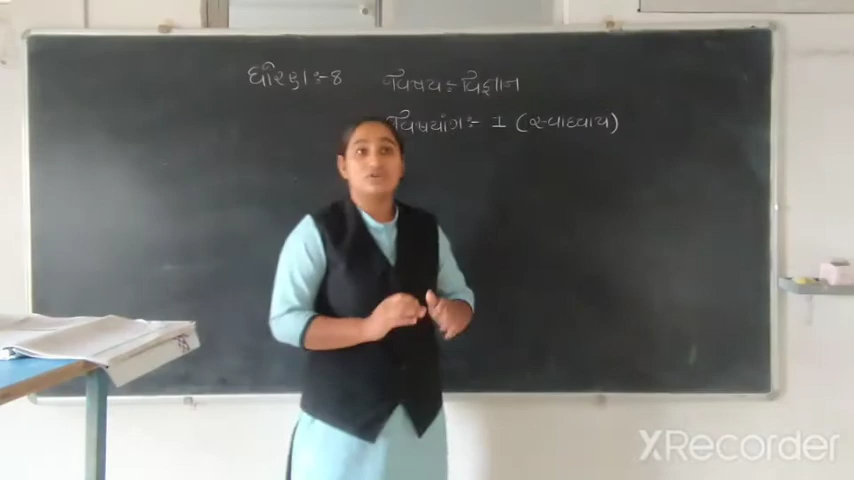 ધોરણ :- 8 વિષય :- વિજ્ઞાન
વિષયાંગ :- 1 (સ્વાધ્યાય)
XRecorder